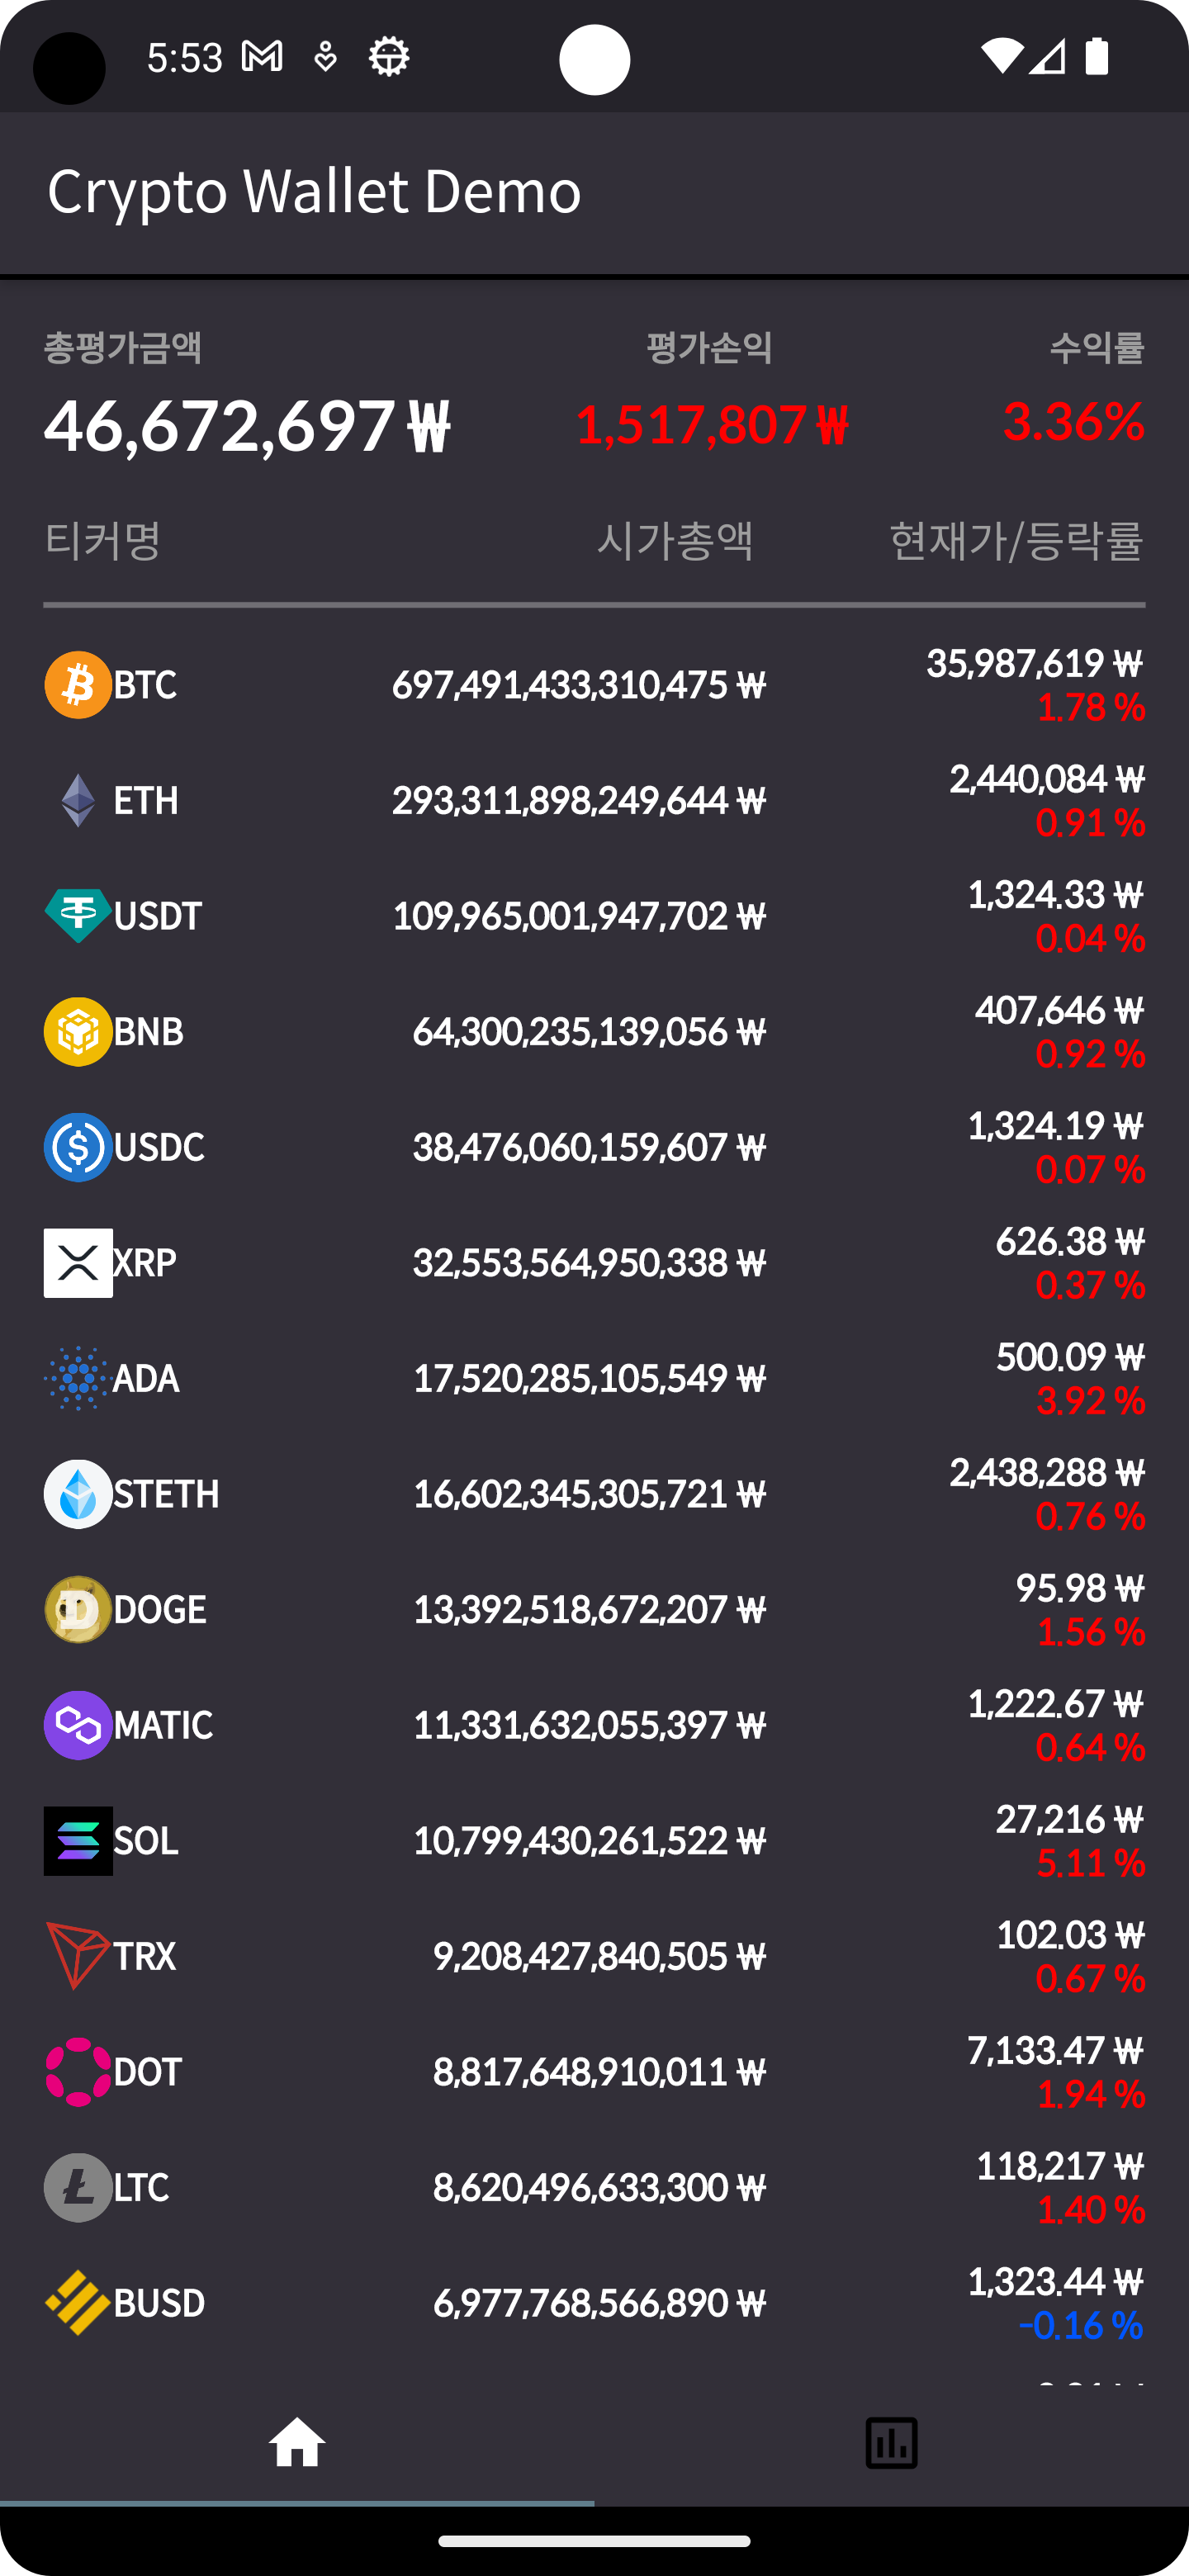 5:53
Crypto Wallet Demo
총평가금액 평가손익 수익률
46,672,697 ₩ 1,517,807 ₩ 3.36%
티커명 시가총액 현재가/등락률
35,987,619 ₩
BTC 697,491,433,310,475 ₩
1.78 %
2,440,084 ₩
ETH 293,311,898,249,644 ₩
0.91 %
1,324.33 ₩
USDT 109,965,001,947,702 ₩
0.04 %
407,646 ₩
BNB 64,300,235,139,056 ₩
0.92 %
1,324.19 ₩
USDC 38,476,060,159,607 ₩
0.07 %
626.38 ₩
XRP 32,553,564,950,338 ₩
0.37 %
500.09 ₩
ADA 17,520,285,105,549 ₩
3.92 %
2,438,288 ₩
STETH 16,602,345,305,721 ₩
0.76 %
95.98 ₩
DOGE 13,392,518,672,207 ₩
1.56 %
1,222.67 ₩
MATIC 11,331,632,055,397 ₩
0.64 %
27,216 ₩
SOL 10,799,430,261,522 ₩
5.11 %
102.03 ₩
TRX 9,208,427,840,505 ₩
0.67 %
7,133.47 ₩
DOT 8,817,648,910,011 ₩
1.94 %
118,217 ₩
LTC 8,620,496,633,300 ₩
1.40 %
1,323.44 ₩
BUSD 6,977,768,566,890 ₩
-0.16 %